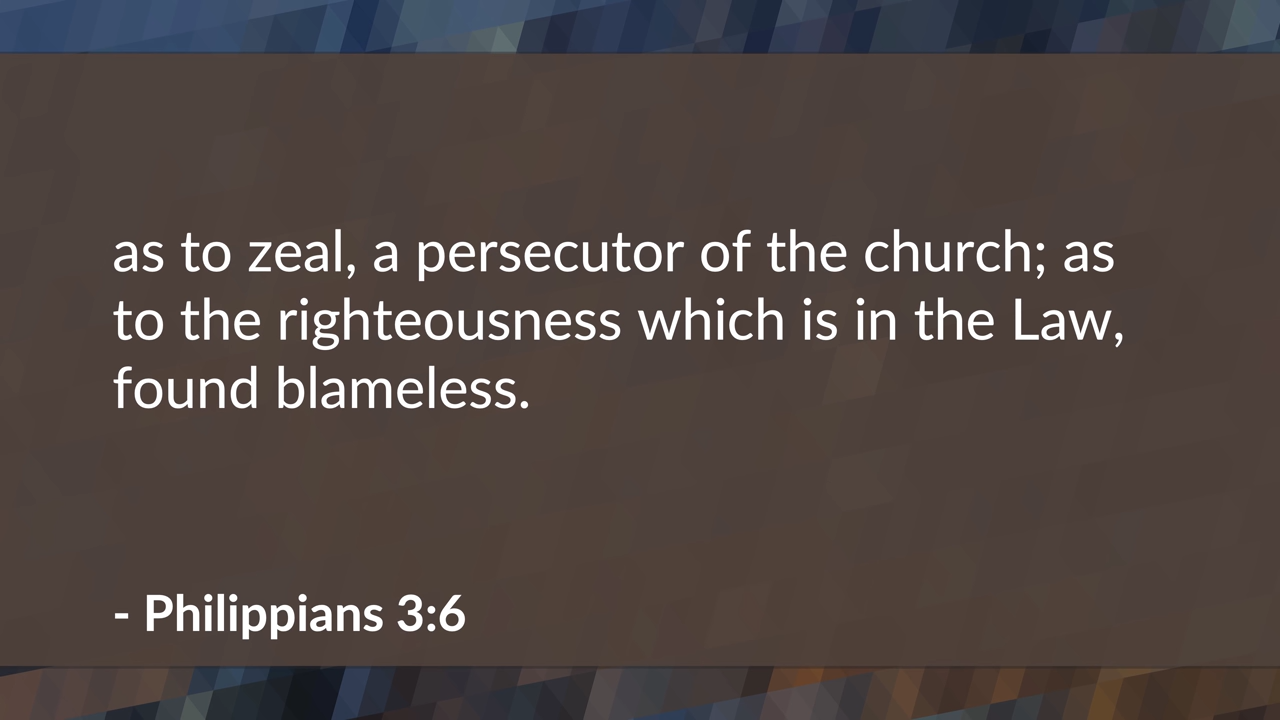 as to zeal, a persecutor of the church; as
to the righteousness which is in the Law,
found blameless.
- Philippians 3:6